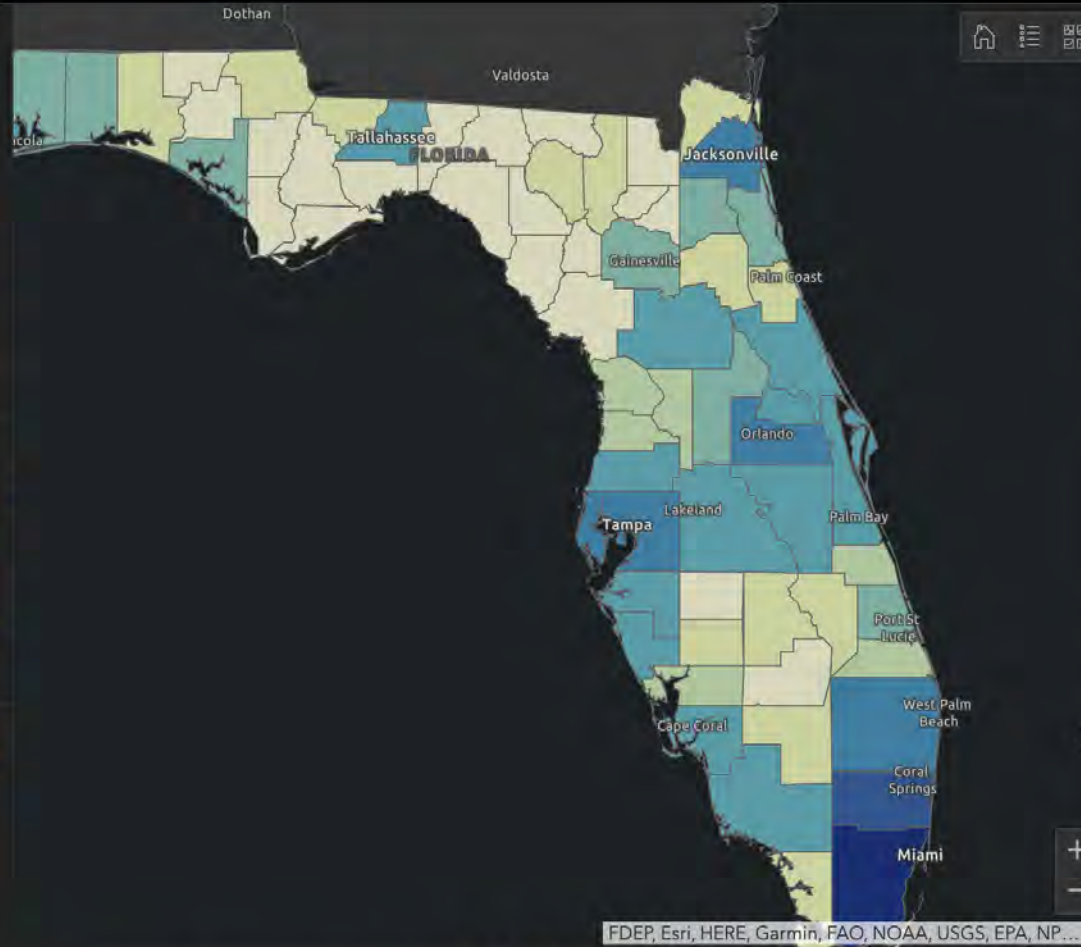 Dothan
Valdosta
icola
Tallahassee
FLORIDA
Jacksonville
Gainesville
Palm Coast
Orlando
Lakeland
Tampa
Palm Bay
Port St
Lucie
West Palm
Beach
Cape Coral
Coral
Springs
Miami
+
−
FDEP, Esri, HERE, Garmin, FAO, NOAA, USGS, EPA, NP...